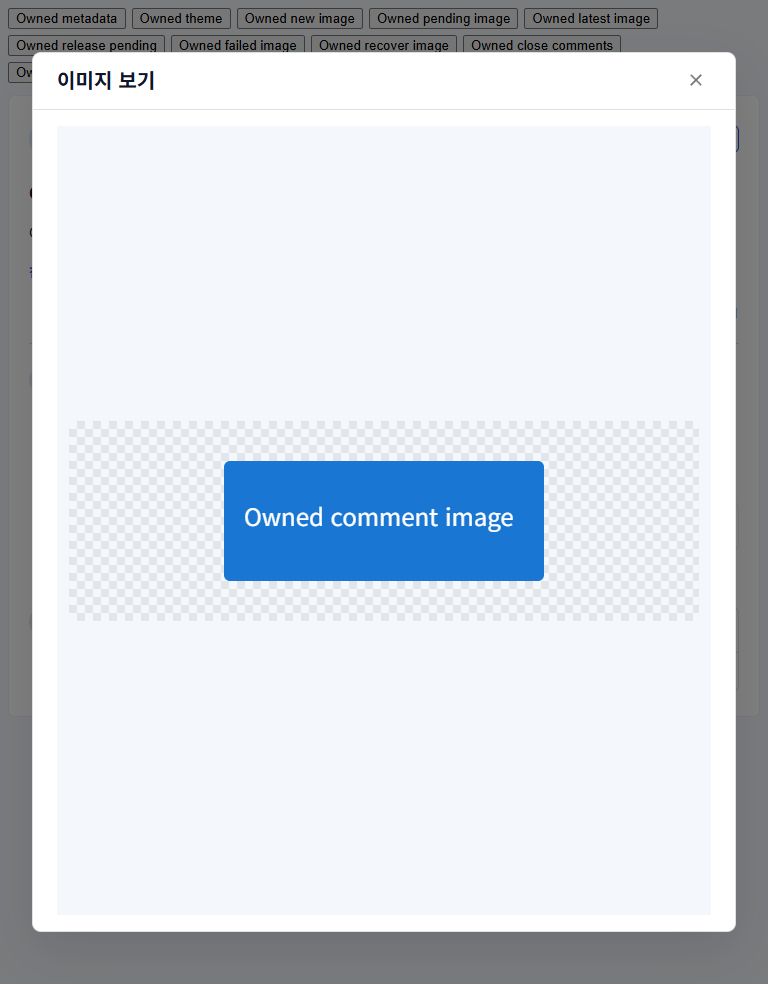 Owned metadata
Owned theme
Owned new image
Owned pending image
Owned latest image
Owned release pending
Owned failed image
Owned recover image
Owned close comments
이미지 보기
Owned comment image